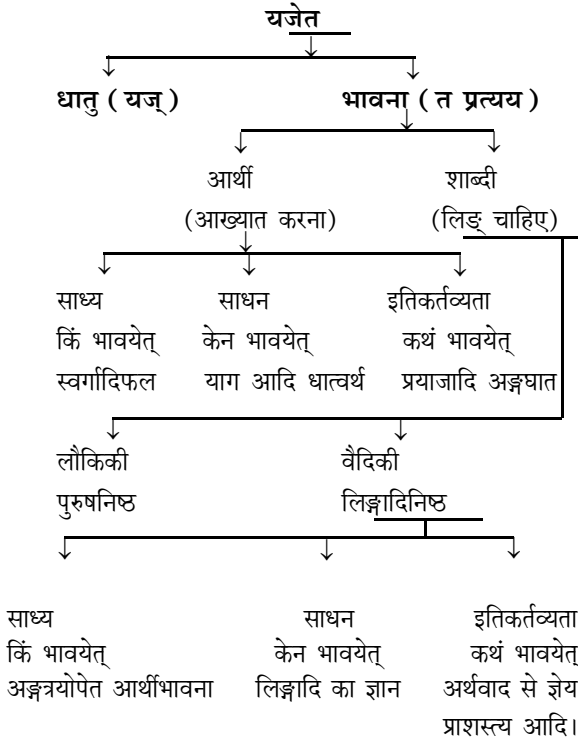 यजेत
धातु ( यज् ) भावना ( त प्रत्यय )
आर्थी शाब्दी
(आख्यात करना) (लिङ् चाहिए)
साध्य साधन इतिकर्तव्यता
किं भावयेत् केन भावयेत् कथं भावयेत्
स्वर्गादिफल याग आदि धात्वर्थ प्रयाजादि अङ्गघात
लौकिकी वैदिकी
पुरुषनिष्ठ लिङ्गादिनिष्ठ
साध्य साधन इतिकर्तव्यता
किं भावयेत् केन भावयेत् कथं भावयेत्
अङ्गत्रयोपेत आर्थीभावना लिङ्गादि का ज्ञान अर्थवाद से ज्ञेय
प्राशस्त्य आदि।